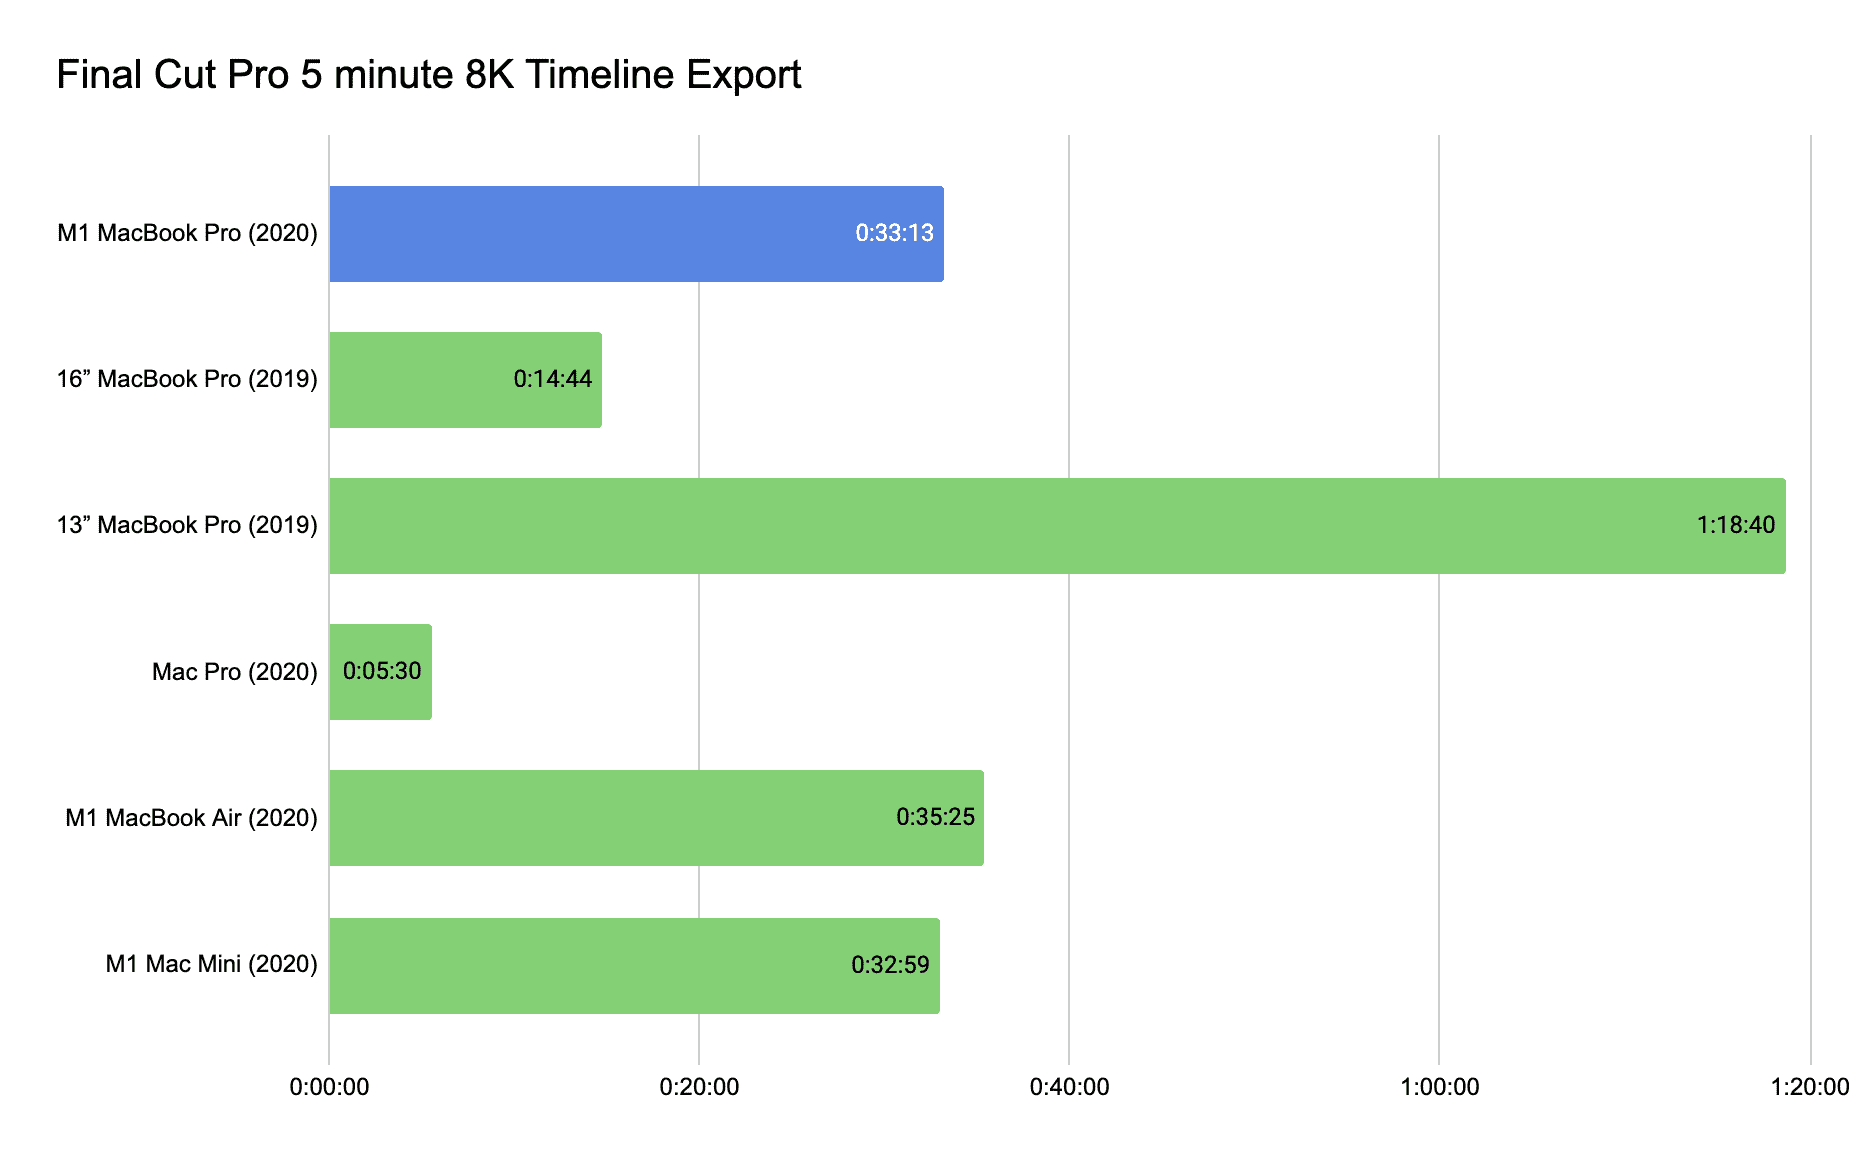 Final Cut Pro 5 minute 8K Timeline Export
M1 MacBook Pro (2020)
0:33:13
16” MacBook Pro (2019)
0:14:44
13” MacBook Pro (2019)
1:18:40
Mac Pro (2020)
0:05:30
M1 MacBook Air (2020)
0:35:25
M1 Mac Mini (2020)
0:32:59
0:00:00
0:20:00
0:40:00
1:00:00
1:20:00